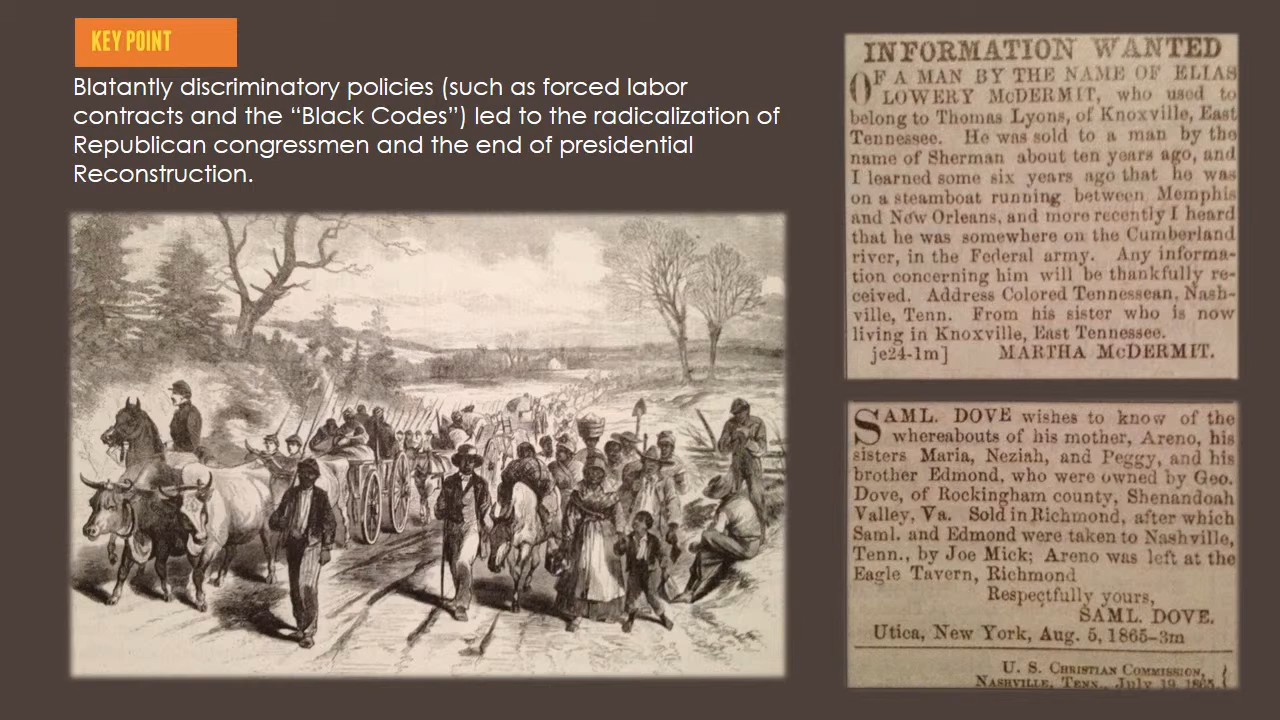 KEY POINT
Blatantly discriminatory policies (such as forced labor
contracts and the “Black Codes”) led to the radicalization of
Republican congressmen and the end of presidential
Reconstruction.
INFORMATION WANTED
OF A MAN BY THE NAME OF ELIAS
LOWERY McDERMIT, who used to
belong to Thomas Lyons, of Knoxville, East
Tennessee. He was sold to a man by the
name of Sherman about ten years ago, and
I learned some six years ago that he was
on a steamboat running between Memphis
and New Orleans, and more recently I heard
that he was somewhere on the Cumberland
river, in the Federal army. Any informa-
tion concerning him will be thankfully re-
ceived. Address Colored Tennessean, Nash-
ville, Tenn. From his sister who is now
living in Knoxville, East Tennessee.
je24-1m] MARTHA McDERMIT.
SAML. DOVE wishes to know of the
whereabouts of his mother, Areno, his
sisters Maria, Neziah, and Peggy, and his
brother Edmond, who were owned by Geo.
Dove, of Rockingham county, Shenandoah
Valley, Va. Sold in Richmond, after which
Saml. and Edmond were taken to Nashville,
Tenn., by Joe Mick; Areno was left at the
Eagle Tavern, Richmond
Respectfully yours,
SAML. DOVE.
Utica, New York, Aug. 5, 1865-3m
U. S. CHRISTIAN COMMISSION,
NASHVILLE, TENN., July 19, 1865.